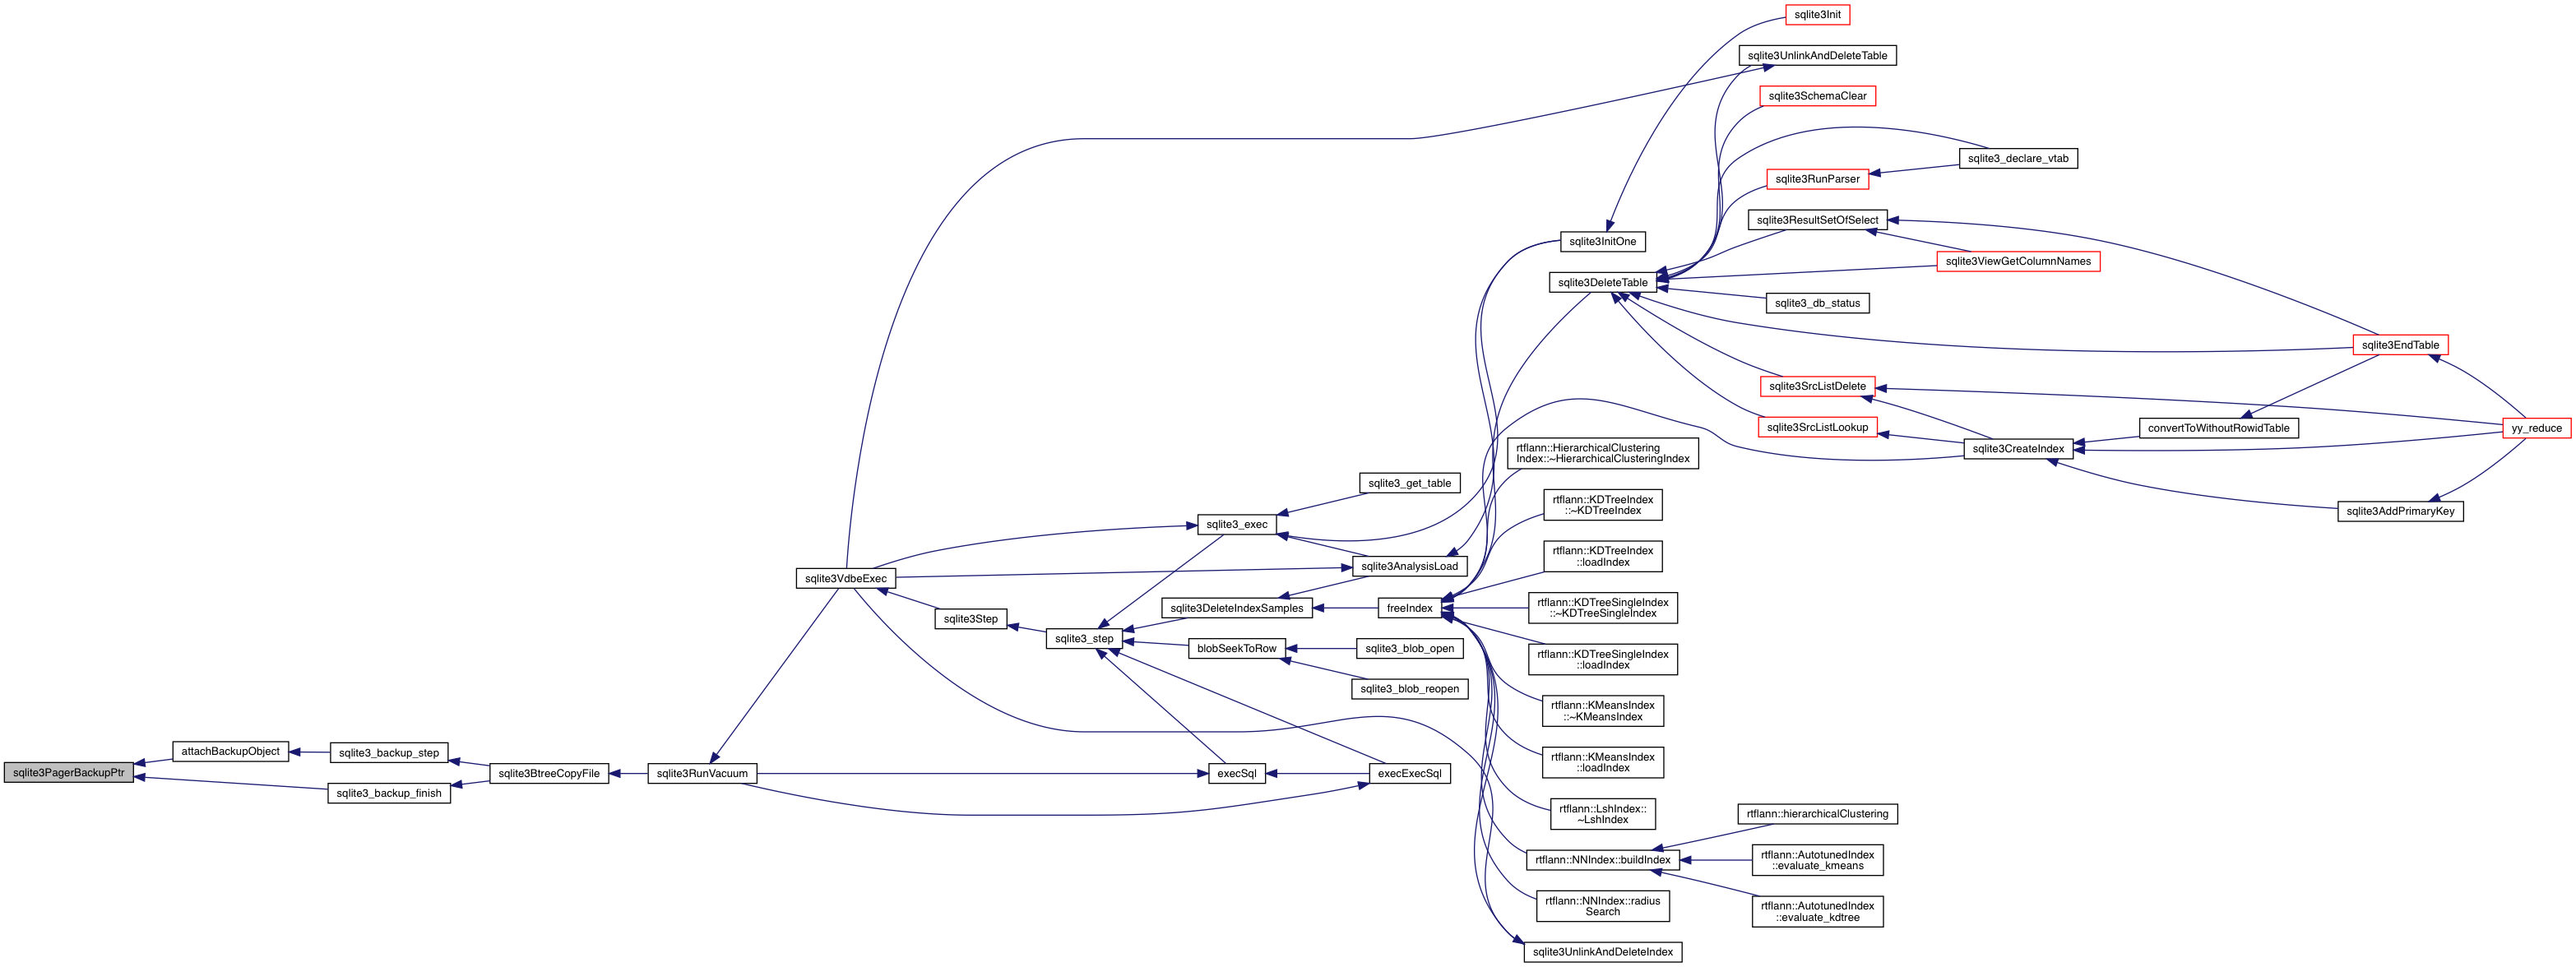 sqlite3Init
sqlite3UnlinkAndDeleteTable
sqlite3SchemaClear
sqlite3_declare_vtab
sqlite3RunParser
sqlite3ResultSetOfSelect
sqlite3InitOne
sqlite3ViewGetColumnNames
sqlite3DeleteTable
sqlite3_db_status
sqlite3EndTable
sqlite3SrcListDelete
sqlite3SrcListLookup
convertToWithoutRowidTable
yy_reduce
sqlite3CreateIndex
rtflann::HierarchicalClustering
Index::~HierarchicalClusteringIndex
sqlite3_get_table
rtflann::KDTreeIndex
::~KDTreeIndex
sqlite3AddPrimaryKey
sqlite3_exec
rtflann::KDTreeIndex
::loadIndex
sqlite3AnalysisLoad
sqlite3VdbeExec
sqlite3DeleteIndexSamples
freeIndex
rtflann::KDTreeSingleIndex
::~KDTreeSingleIndex
sqlite3Step
sqlite3_step
blobSeekToRow
sqlite3_blob_open
rtflann::KDTreeSingleIndex
::loadIndex
sqlite3_blob_reopen
rtflann::KMeansIndex
::~KMeansIndex
attachBackupObject
sqlite3_backup_step
rtflann::KMeansIndex
::loadIndex
sqlite3PagerBackupPtr
sqlite3BtreeCopyFile
sqlite3RunVacuum
execSql
execExecSql
sqlite3_backup_finish
rtflann::LshIndex::
~LshIndex
rtflann::hierarchicalClustering
rtflann::NNIndex::buildIndex
rtflann::AutotunedIndex
::evaluate_kmeans
rtflann::NNIndex::radius
Search
rtflann::AutotunedIndex
::evaluate_kdtree
sqlite3UnlinkAndDeleteIndex